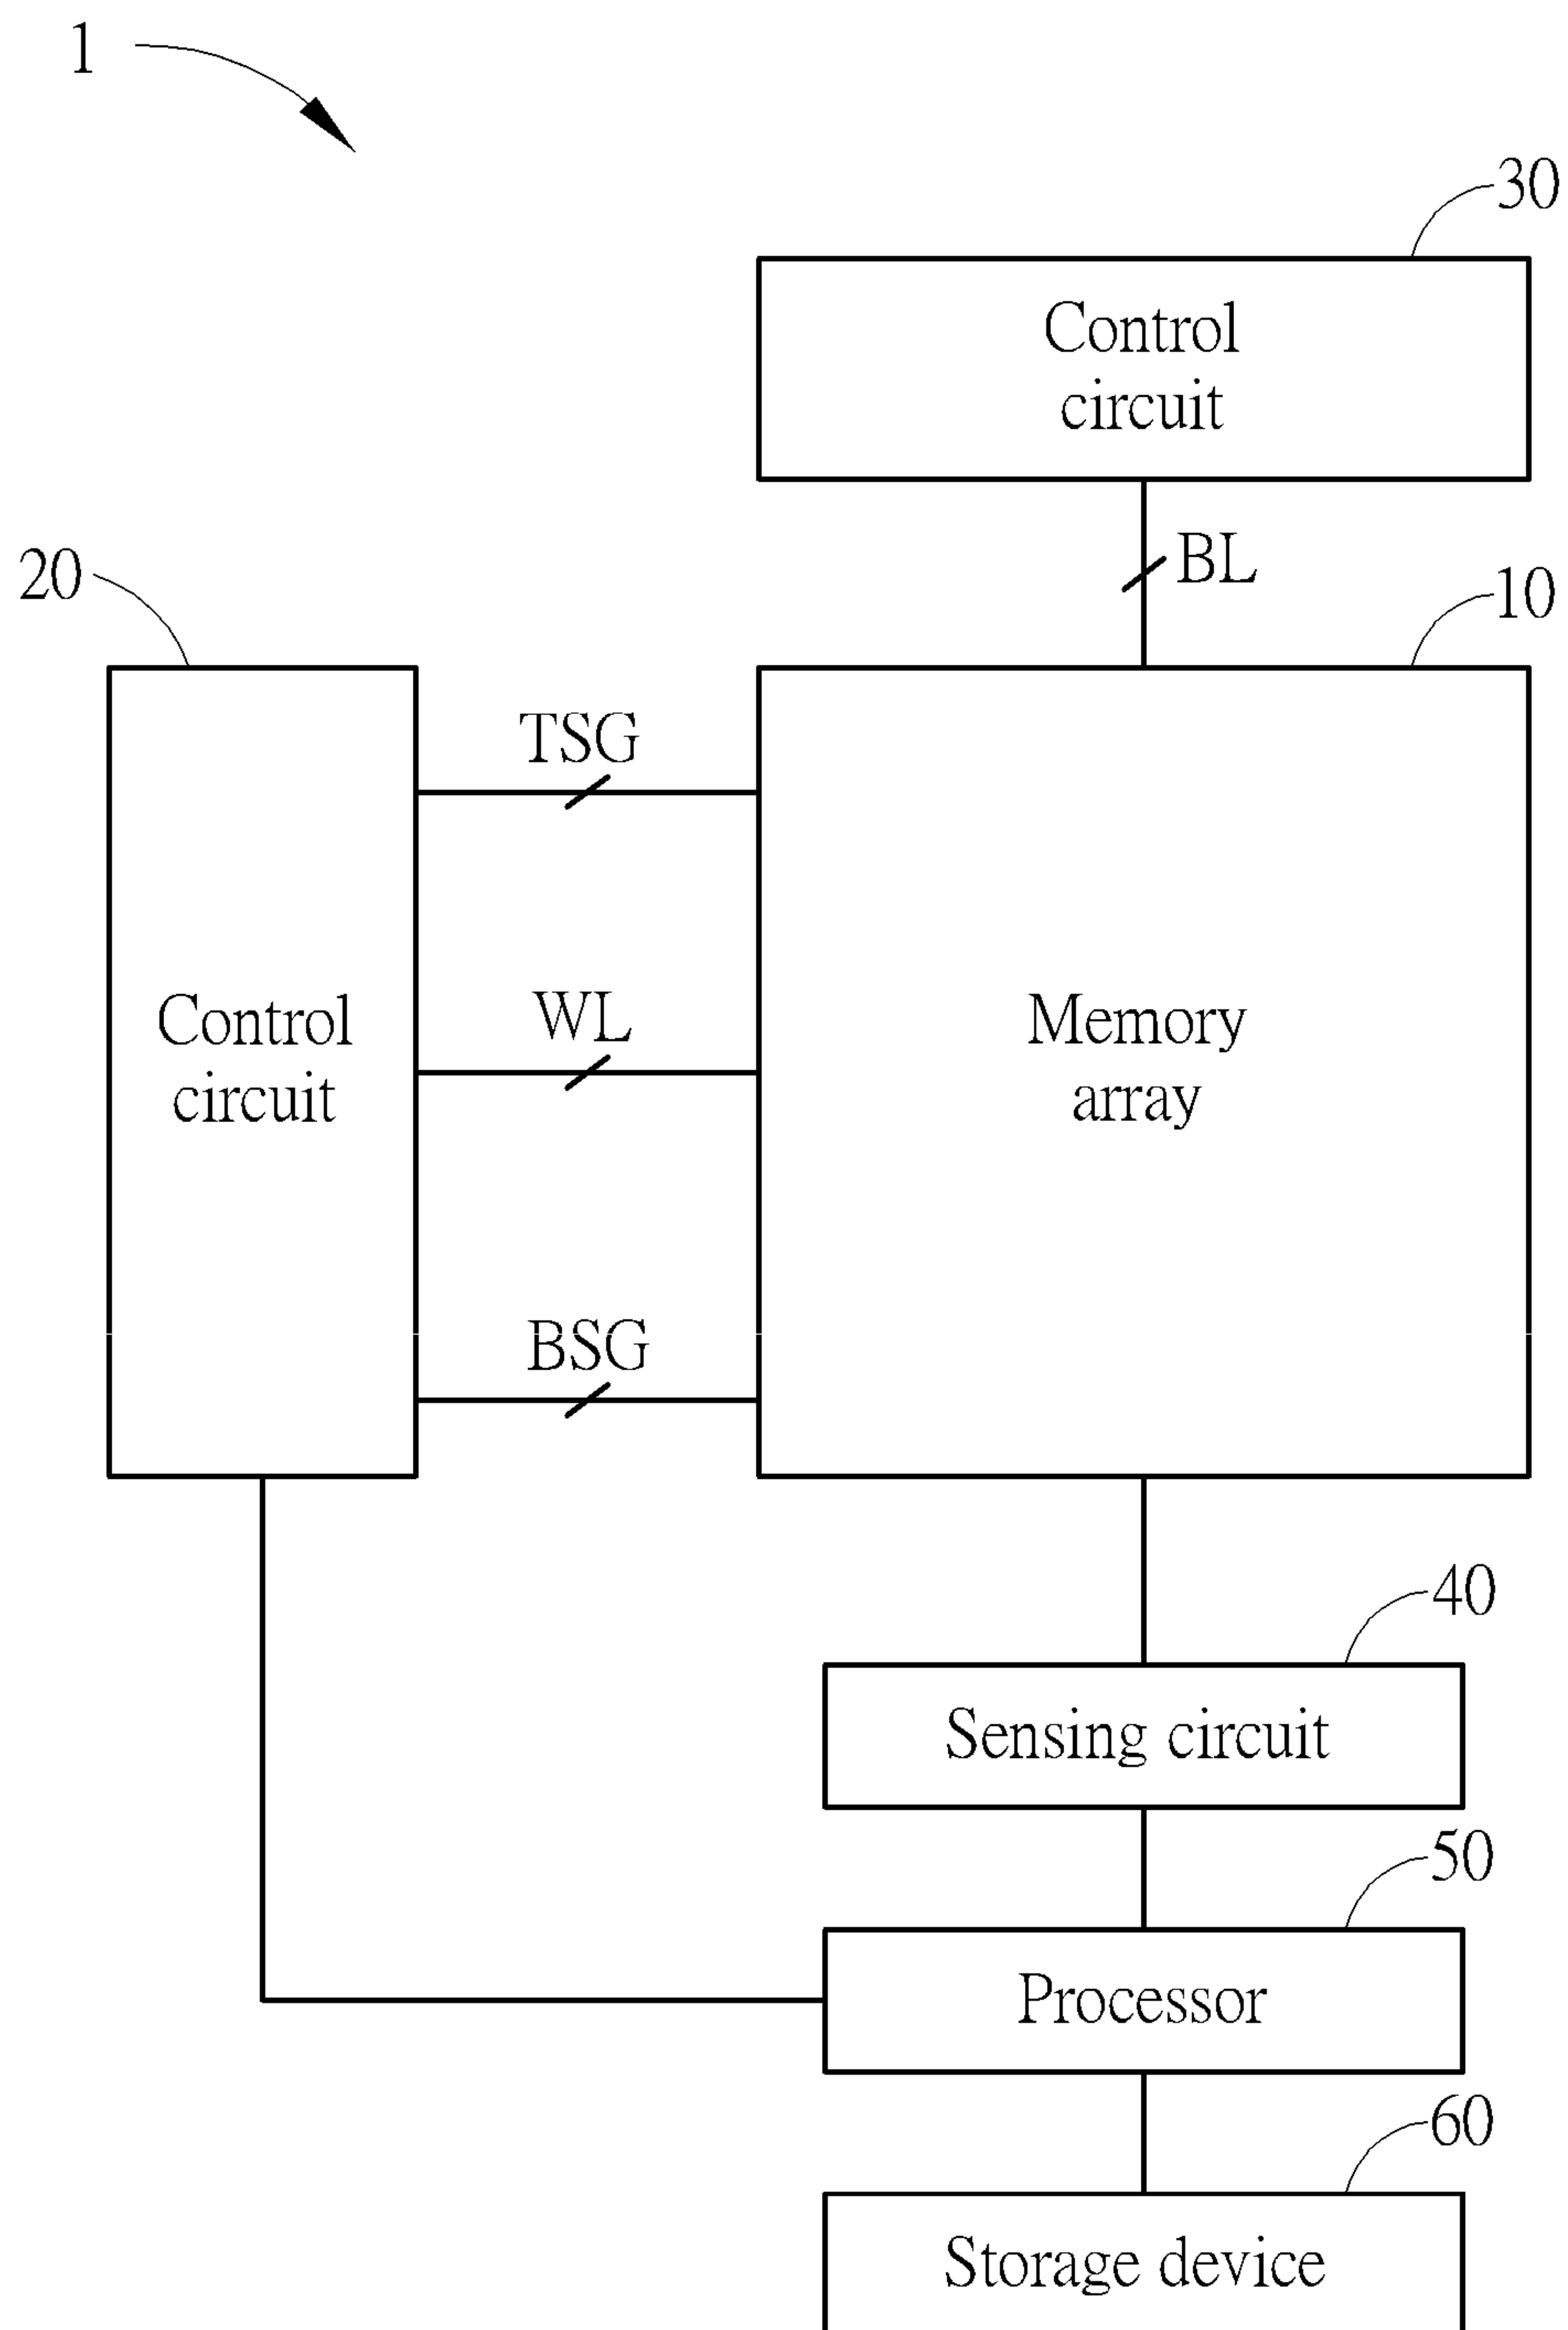 1
30
Control
circuit
BL
20
10
TSG
Control
circuit
WL
Memory
array
BSG
40
Sensing circuit
50
Processor
60
Storage device